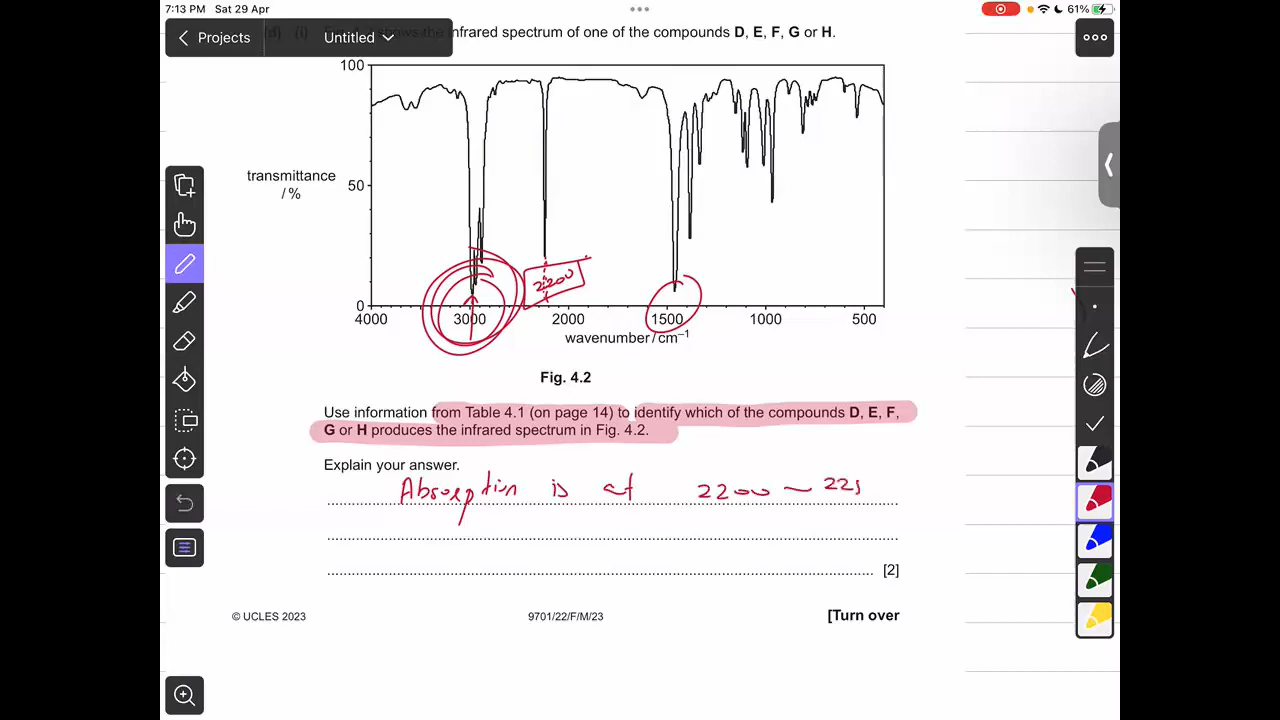 7:13 PM Sat 29 Apr
61%
Projects
Untitled
infrared spectrum of one of the compounds D, E, F, G or H.
100
transmittance
/ %
50
2200
0
4000 3000 2000 1500 1000 500
wavenumber / cm⁻¹
Fig. 4.2
Use information from Table 4.1 (on page 14) to identify which of the compounds D, E, F,
G or H produces the infrared spectrum in Fig. 4.2.
Explain your answer.
Absorption is at 2200 – 225
[2]
© UCLES 2023
9701/22/F/M/23
[Turn over